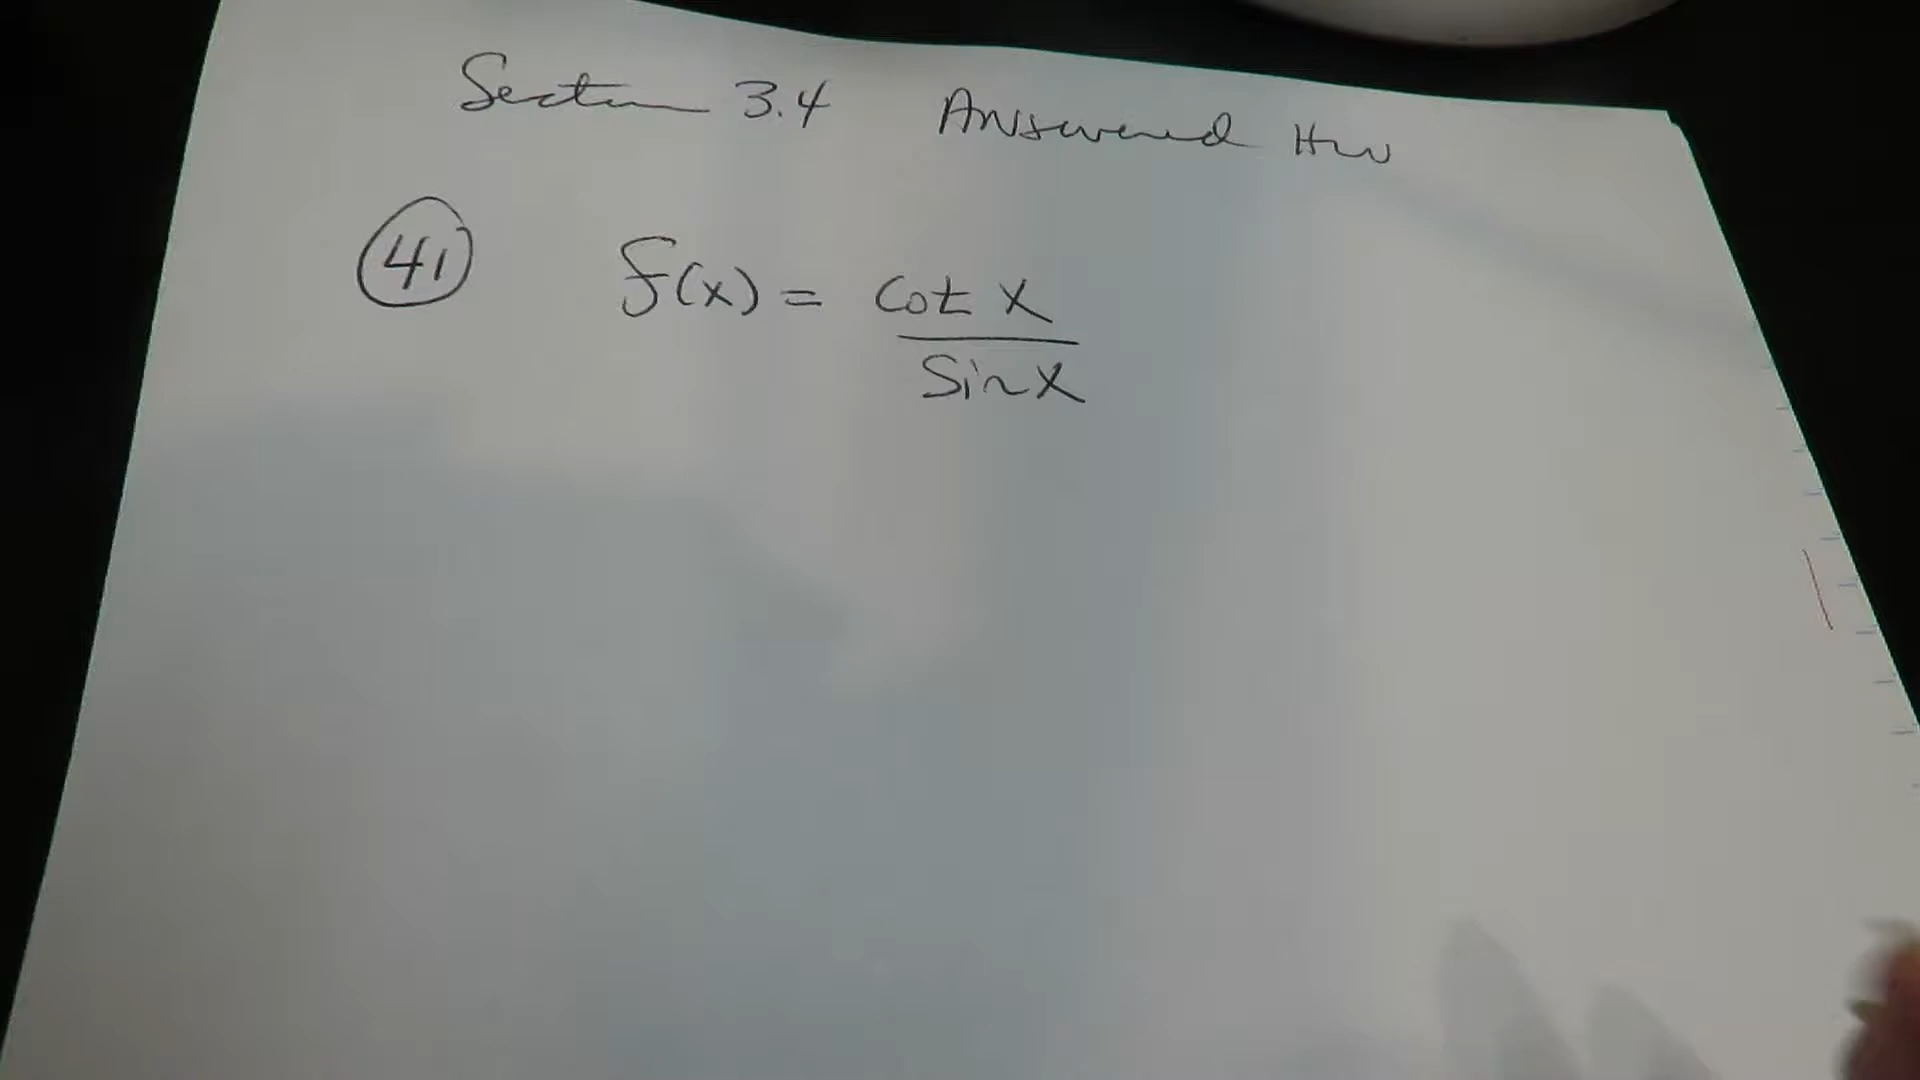 Section 3.4 Answered Hw
41 f(x) = cot x
sin x